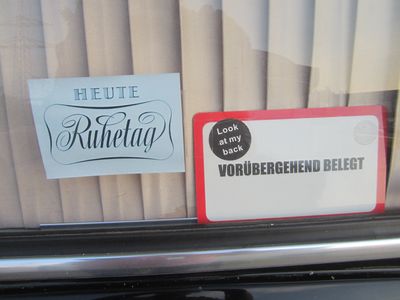 HEUTE
Ruhetag
Look
at my
back
VORÜBERGEHEND BELEGT